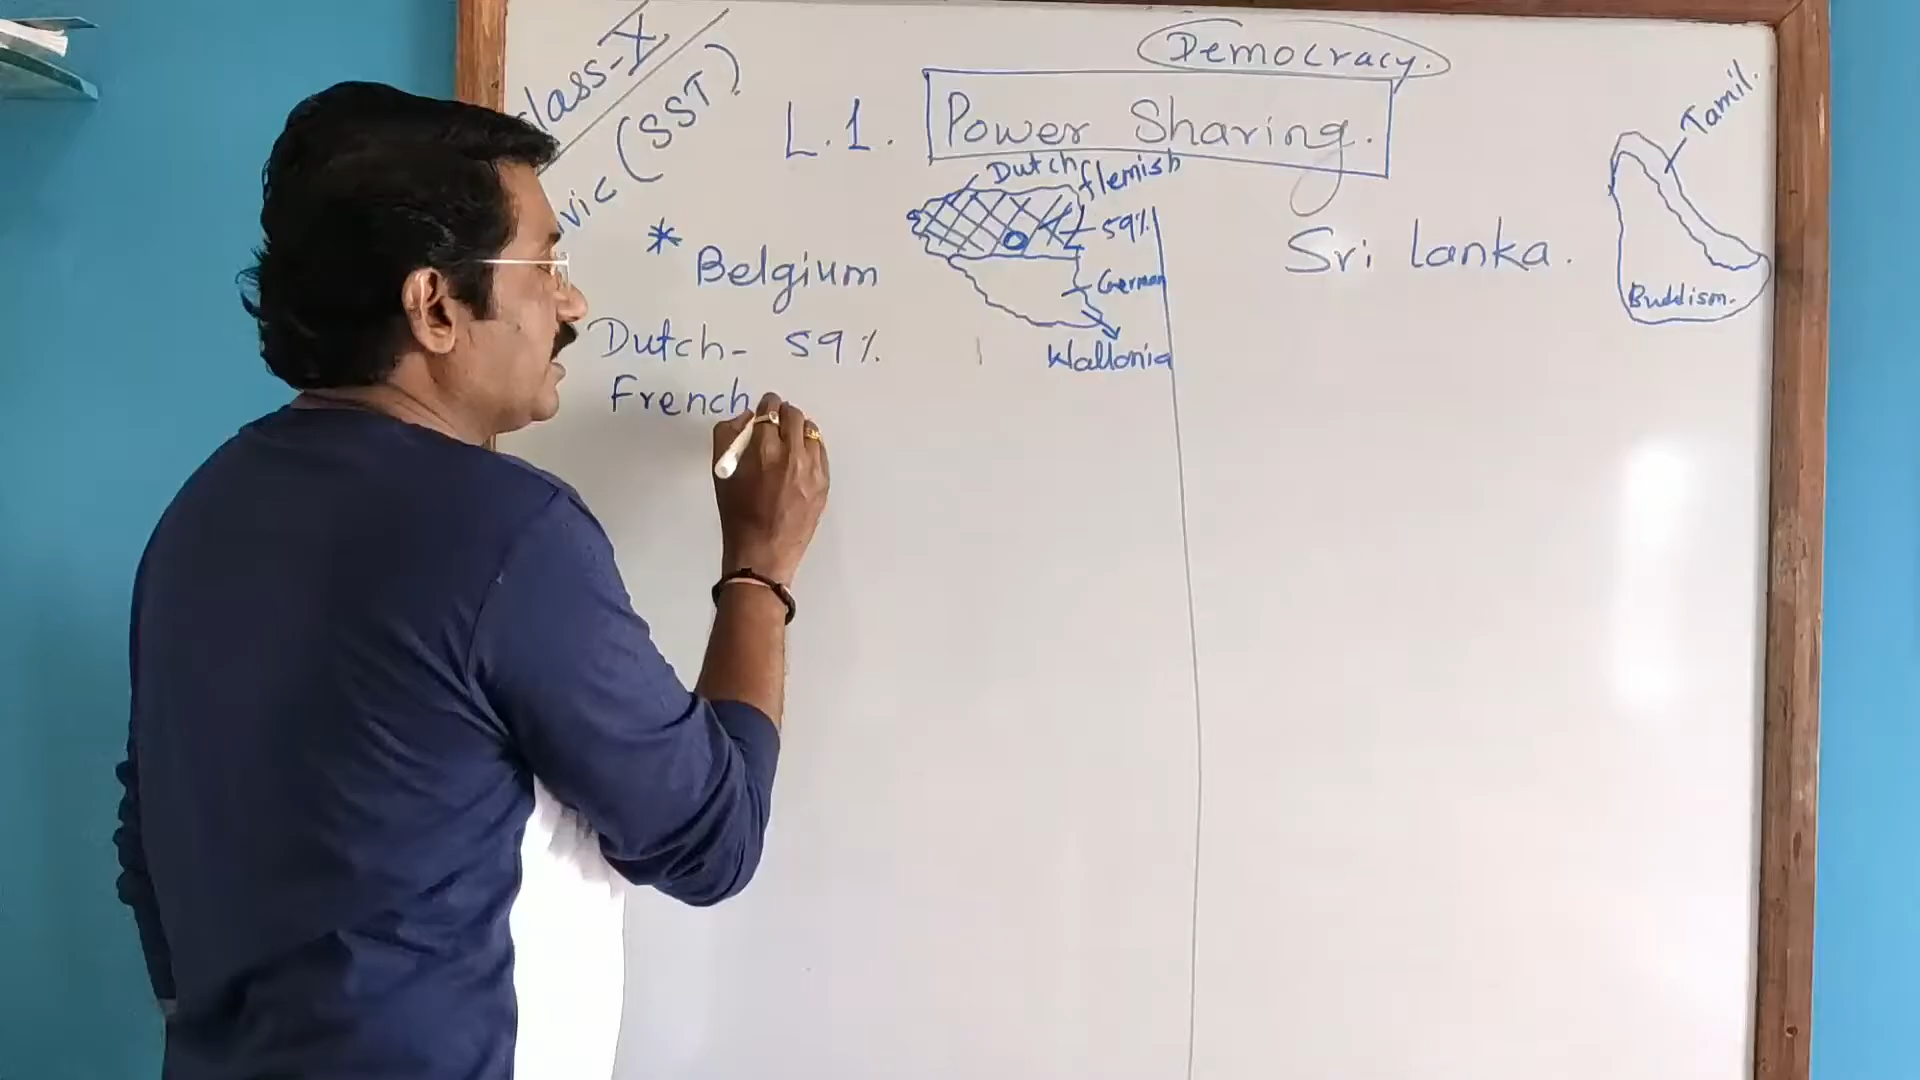 Class-X
Civic (SST)
Democracy.
L.1. Power Sharing.
Dutch flemish
59%
German
Wallonia
* Belgium
Dutch- 59%
French
Sri lanka.
Tamil.
Buddism.